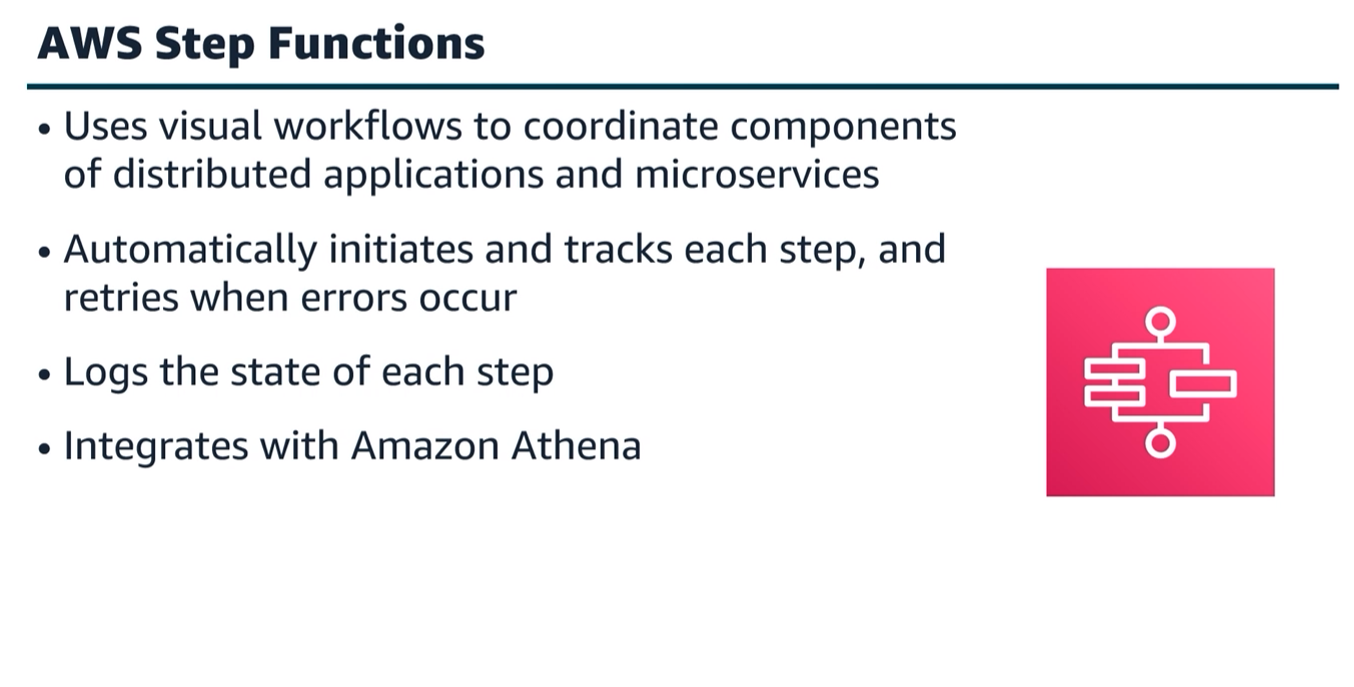 AWS Step Functions
• Uses visual workflows to coordinate components
of distributed applications and microservices
• Automatically initiates and tracks each step, and
retries when errors occur
• Logs the state of each step
• Integrates with Amazon Athena